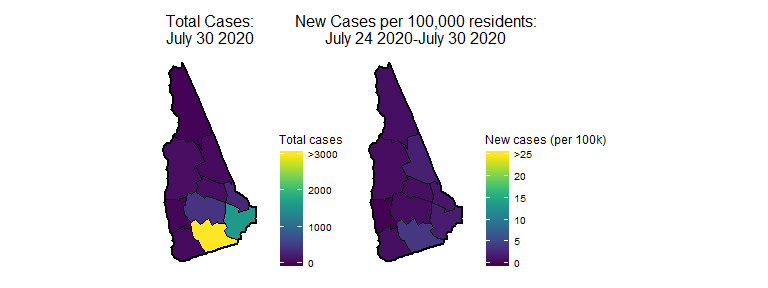 Total Cases:
July 30 2020
New Cases per 100,000 residents:
July 24 2020-July 30 2020
Total cases
>3000
2000
1000
0
New cases (per 100k)
>25
20
15
10
5
0